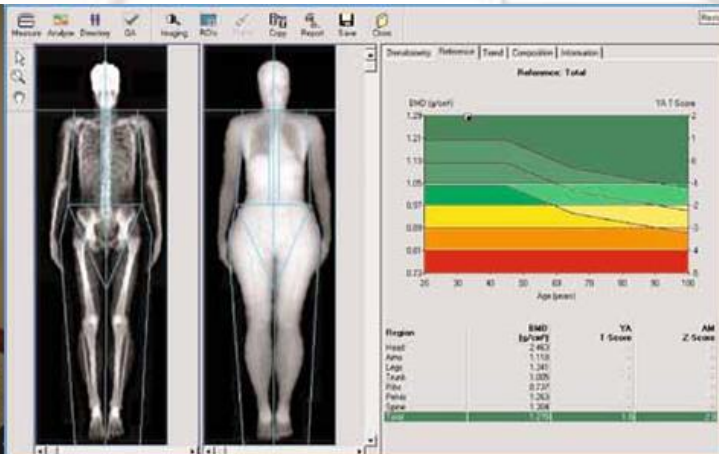 Measure Analyze Directory QA Imaging ROIs Copy Report Save Close
Densitometry Reference Trend Composition Information
Reference: Total
BMD (g/cm²) YA T-Score
1.29 2
1.21 1
1.13 0
1.05 -1
0.97 -2
0.89 -3
0.81 -4
0.73 -5
20 30 40 50 60 70 80 90 100
Age (years)
BMD YA AM
Region (g/cm²) T-Score Z-Score
Head 2.463 - -
Arms 1.110 - -
Legs 1.341 - -
Trunk 1.005 - -
Ribs 0.737 - -
Pelvis 1.263 - -
Spine 1.304 - -
Total